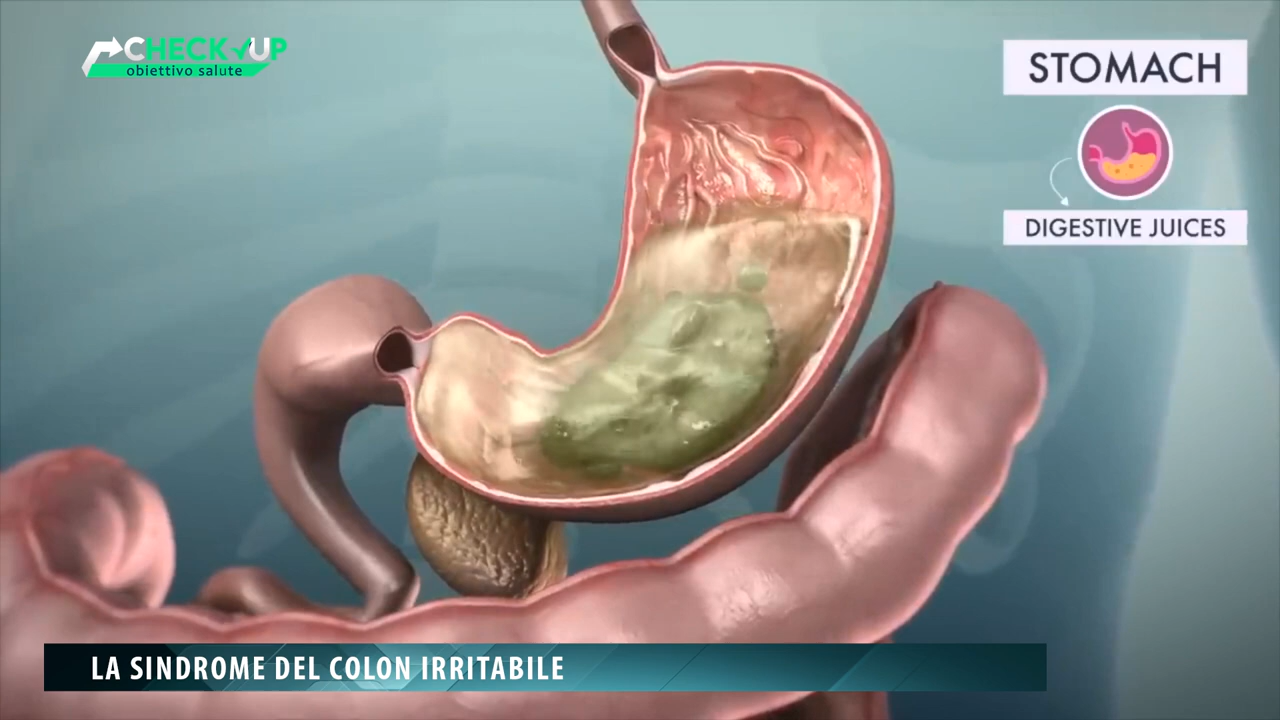 CHECK UP
obiettivo salute
STOMACH
DIGESTIVE JUICES
LA SINDROME DEL COLON IRRITABILE